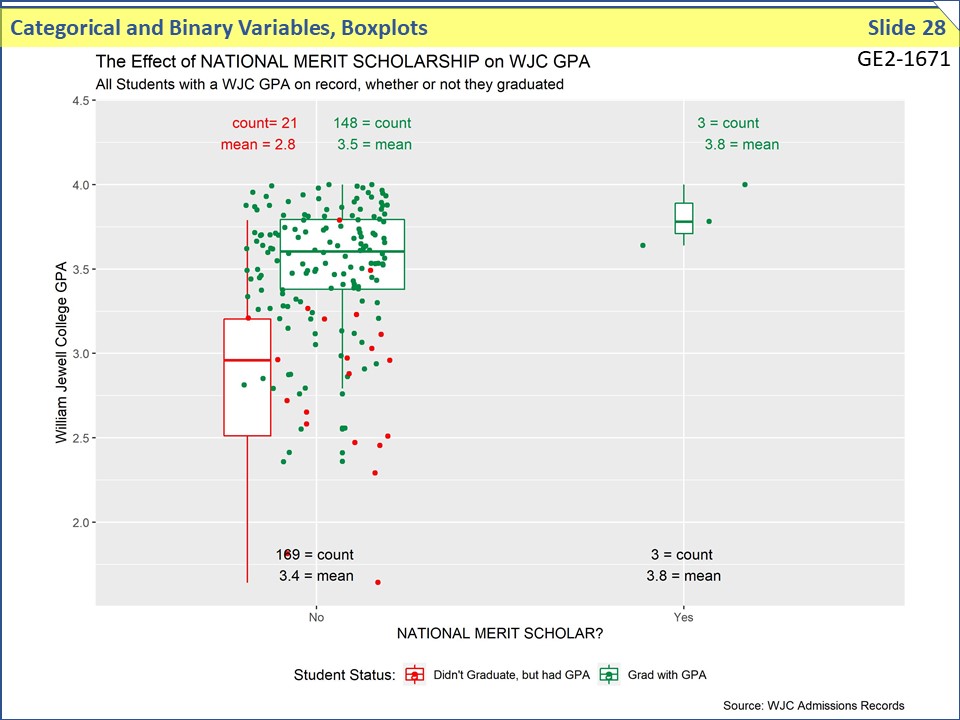 Categorical and Binary Variables, Boxplots Slide 28
The Effect of NATIONAL MERIT SCHOLARSHIP on WJC GPA GE2-1671
All Students with a WJC GPA on record, whether or not they graduated
4.5
count= 21 148 = count 3 = count
mean = 2.8 3.5 = mean 3.8 = mean
4.0
3.5
3.0
2.5
2.0
William Jewell College GPA
169 = count 3 = count
3.4 = mean 3.8 = mean
No Yes
NATIONAL MERIT SCHOLAR?
Student Status: Didn't Graduate, but had GPA Grad with GPA
Source: WJC Admissions Records